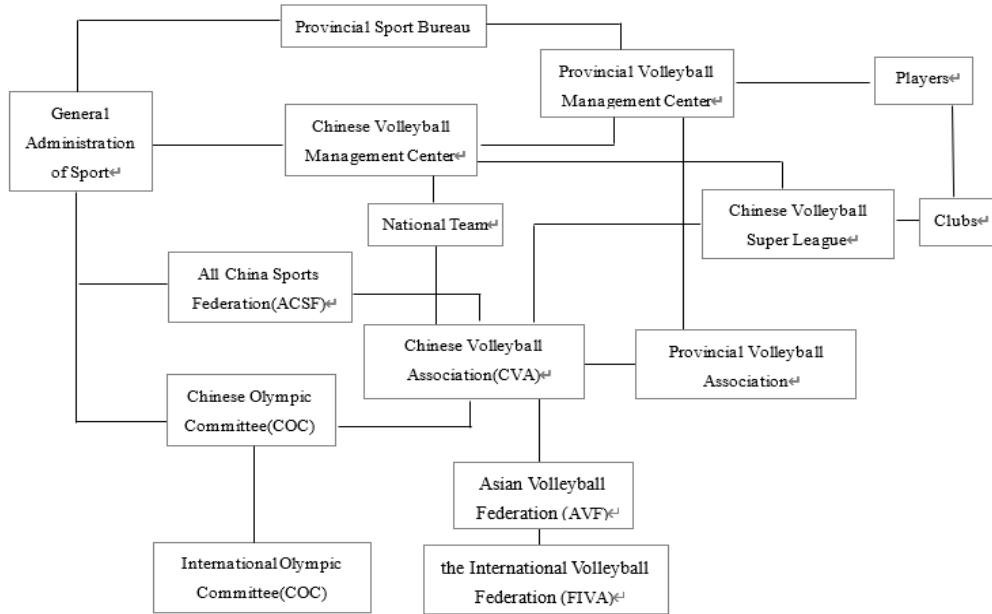 Provincial Sport Bureau
Provincial Volleyball
Management Center↵
Players↵
General
Administration
of Sport↵
Chinese Volleyball
Management Center↵
National Team↵
Chinese Volleyball
Super League↵
Clubs↵
All China Sports
Federation(ACSF)↵
Chinese Volleyball
Association(CVA)↵
Provincial Volleyball
Association↵
Chinese Olympic
Committee(COC)
Asian Volleyball
Federation (AVF)↵
International Olympic
Committee(COC)
the International Volleyball
Federation (FIVA)↵